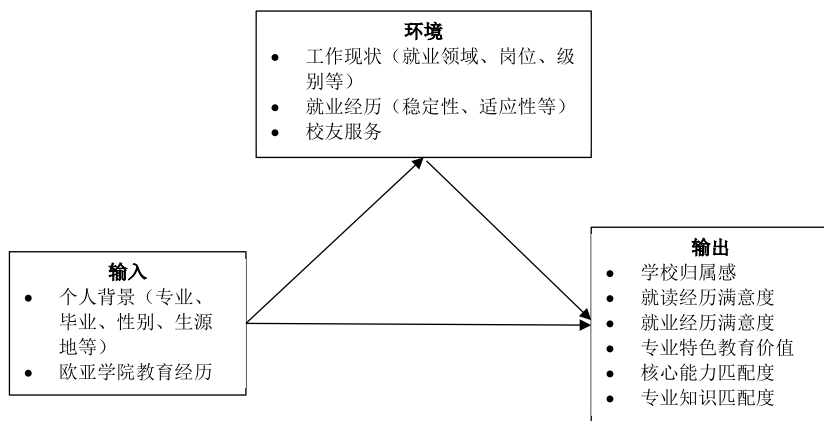 环境
● 工作现状（就业领域、岗位、级
别等）
● 就业经历（稳定性、适应性等）
● 校友服务
输入
● 个人背景（专业、
毕业、性别、生源
地等）
● 欧亚学院教育经历
输出
● 学校归属感
● 就读经历满意度
● 就业经历满意度
● 专业特色教育价值
● 核心能力匹配度
● 专业知识匹配度